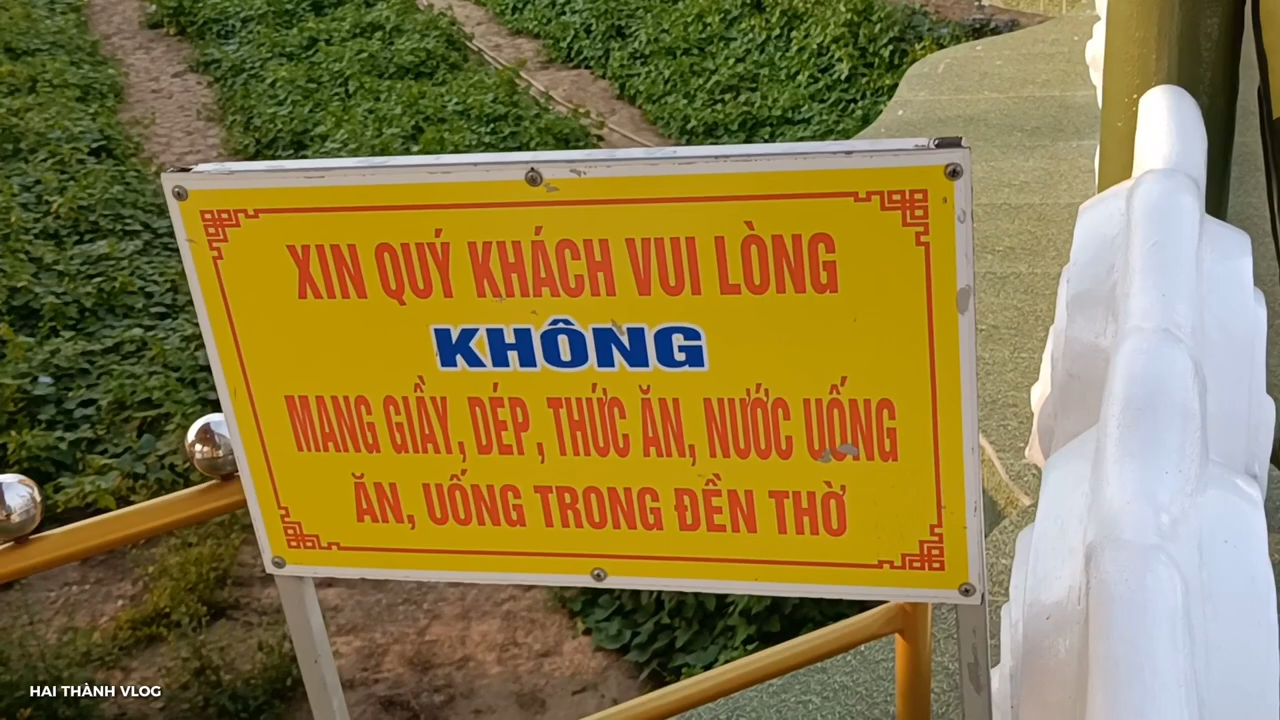 XIN QUÝ KHÁCH VUI LÒNG
KHÔNG
MANG GIẦY, DÉP, THỨC ĂN, NƯỚC UỐNG
ĂN, UỐNG TRONG ĐỀN THỜ
HAI THÀNH VLOG